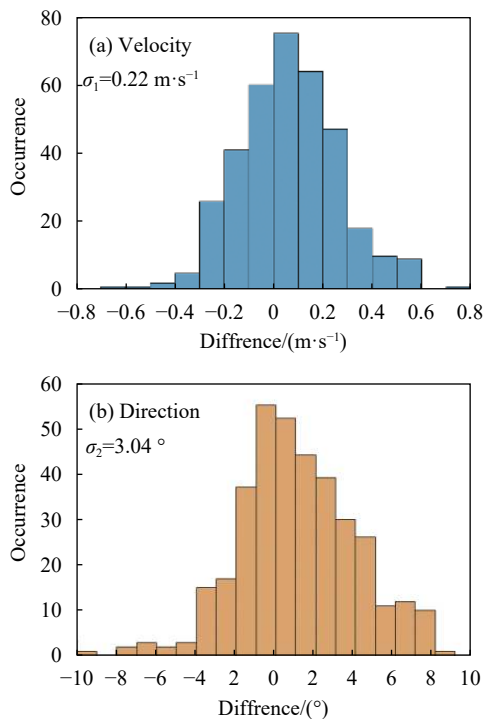 80
(a) Velocity
σ₁=0.22 m·s⁻¹
60
40
20
0
Occurrence
−0.8 −0.6 −0.4 −0.2 0 0.2 0.4 0.6 0.8
Diffrence/(m·s⁻¹)
60
(b) Direction
σ₂=3.04 °
50
40
30
20
10
0
Occurrence
−10 −8 −6 −4 2 0 2 4 6 8 10
Diffrence/(°)